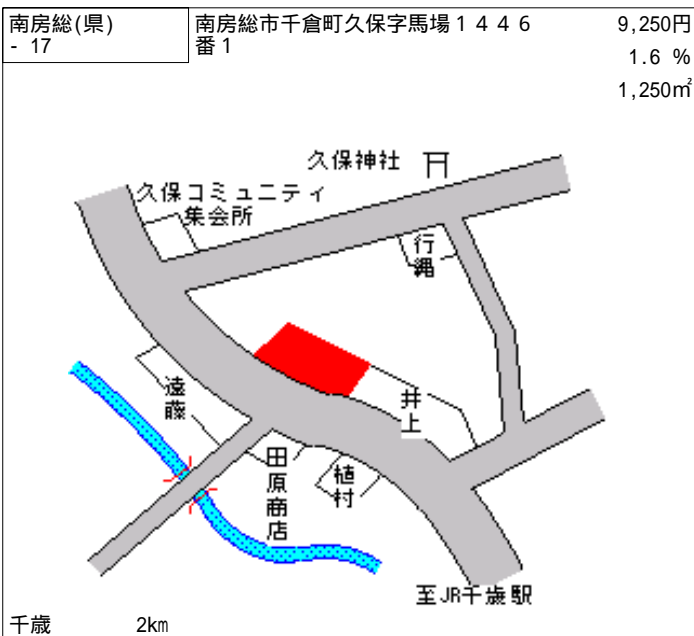 南房総(県)
- 17
南房総市千倉町久保字馬場１４４６
番１
9,250円
1.6 %
1,250㎡
久保神社
久保コミュニティ
集会所
行縄
遠藤
井上
田原商店
植村
至JR千歳駅
千歳 2km